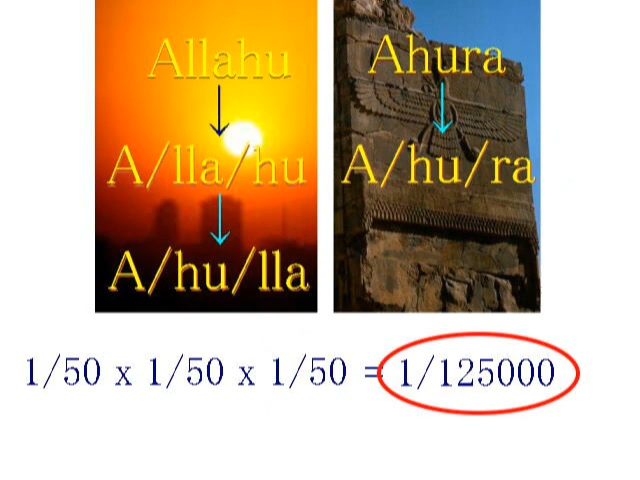 Allahu
A/lla/hu
A/hu/lla
Ahura
A/hu/ra
1/50 x 1/50 x 1/50 = 1/125000